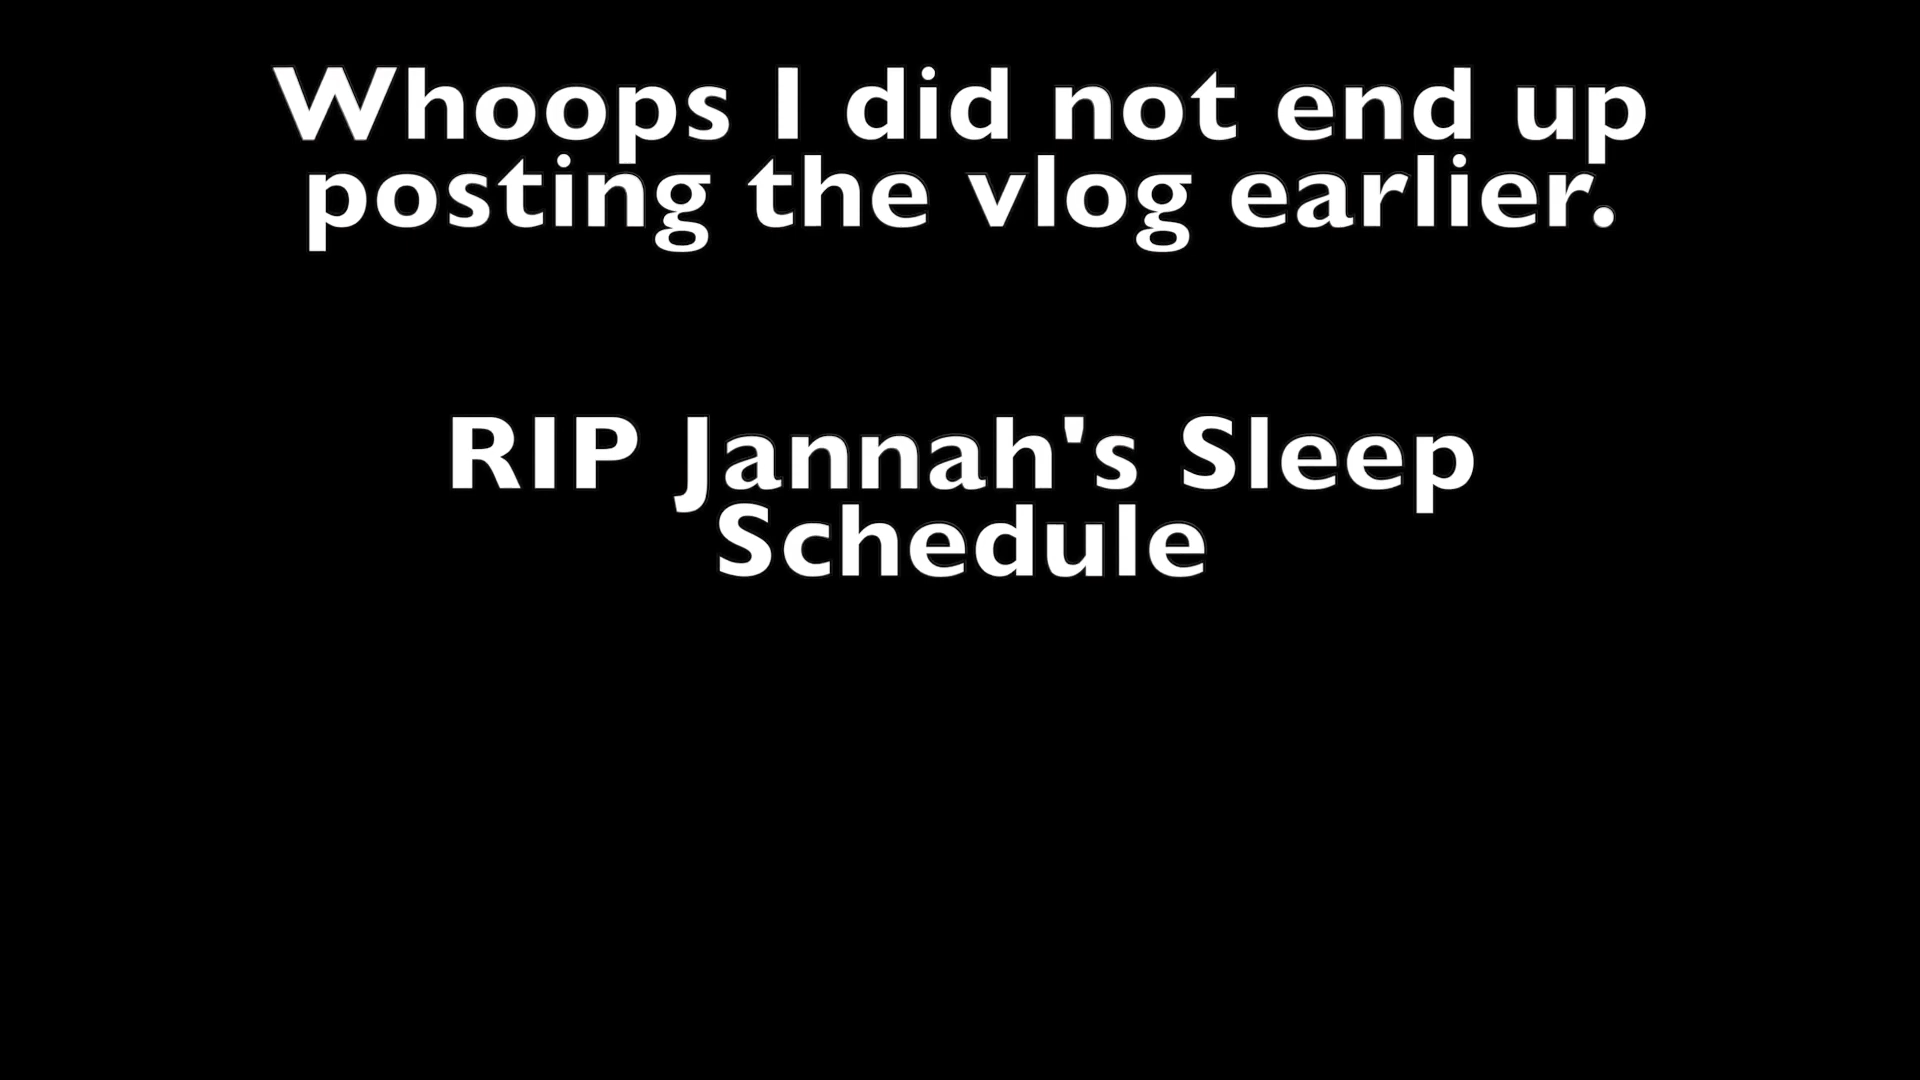 Whoops I did not end up
posting the vlog earlier.
RIP Jannah's Sleep
Schedule